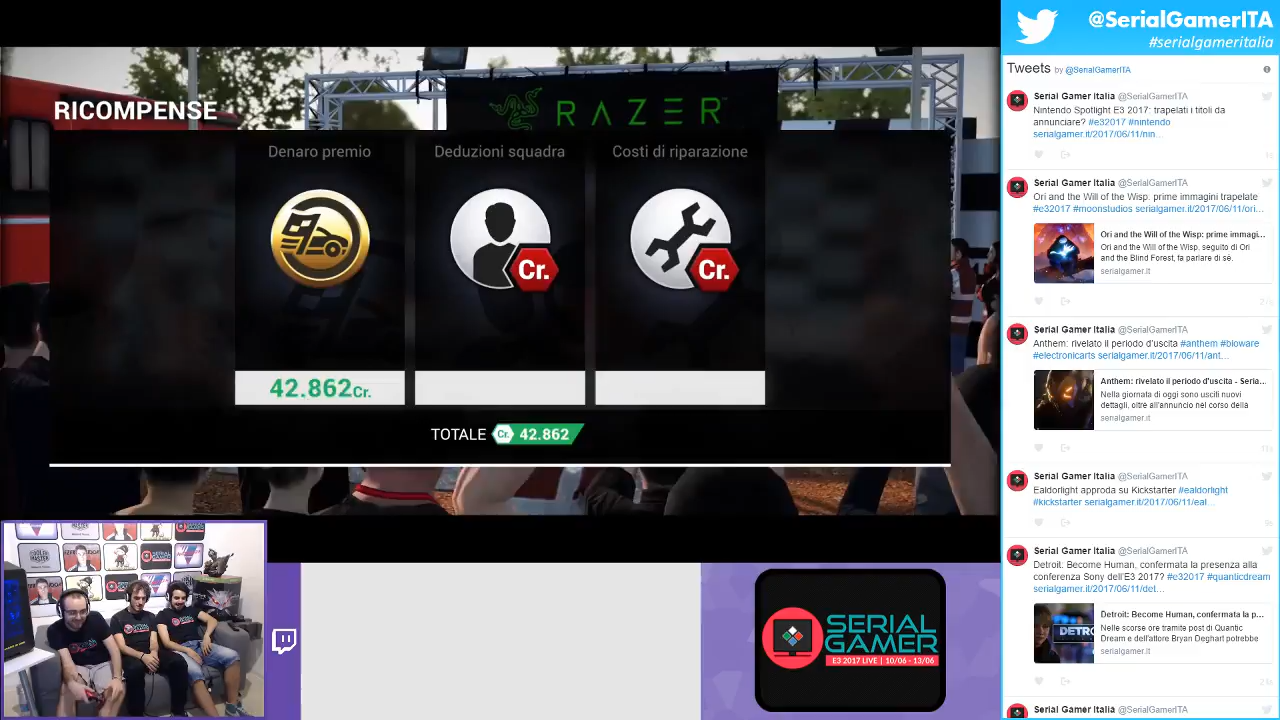 RICOMPENSE
RAZER
Denaro premio
Deduzioni squadra
Costi di riparazione
Cr.
Cr.
42.862Cr.
TOTALE Cr. 42.862
SERIAL
GAMER
E3 2017 LIVE | 10/06 - 13/06
@SerialGamerITA
#serialgameritalia
Tweets by @SerialGamerITA
Serial Gamer Italia @SerialGamerITA
Nintendo Spotlight E3 2017: trapelati i titoli da
annunciare? #e32017 #nintendo
serialgamer.it/2017/06/11/nin…
Serial Gamer Italia @SerialGamerITA
Ori and the Will of the Wisp: prime immagini trapelate
#e32017 #moonstudios serialgamer.it/2017/06/11/ori…
Ori and the Will of the Wisp: prime immagi...
Ori and the Will of the Wisp, seguito di Ori
and the Blind Forest, fa parlare di sè.
serialgamer.it
Serial Gamer Italia @SerialGamerITA
Anthem: rivelato il periodo d'uscita #anthem #bioware
#electronicarts serialgamer.it/2017/06/11/ant…
Anthem: rivelato il periodo d'uscita - Seria...
Nella giornata di oggi sono usciti nuovi
dettagli, oltre all'annuncio nel corso della
serialgamer.it
Serial Gamer Italia @SerialGamerITA
Ealdorlight approda su Kickstarter #ealdorlight
#kickstarter serialgamer.it/2017/06/11/eal…
Serial Gamer Italia @SerialGamerITA
Detroit: Become Human, confermata la presenza alla
conferenza Sony dell'E3 2017? #e32017 #quanticdream
serialgamer.it/2017/06/11/det…
DETRO
Detroit: Become Human, confermata la p...
Nelle scorse ore tramite post di Quantic
Dream e dell'attore Bryan Deghart potrebbe
serialgamer.it
Serial Gamer Italia @SerialGamerITA